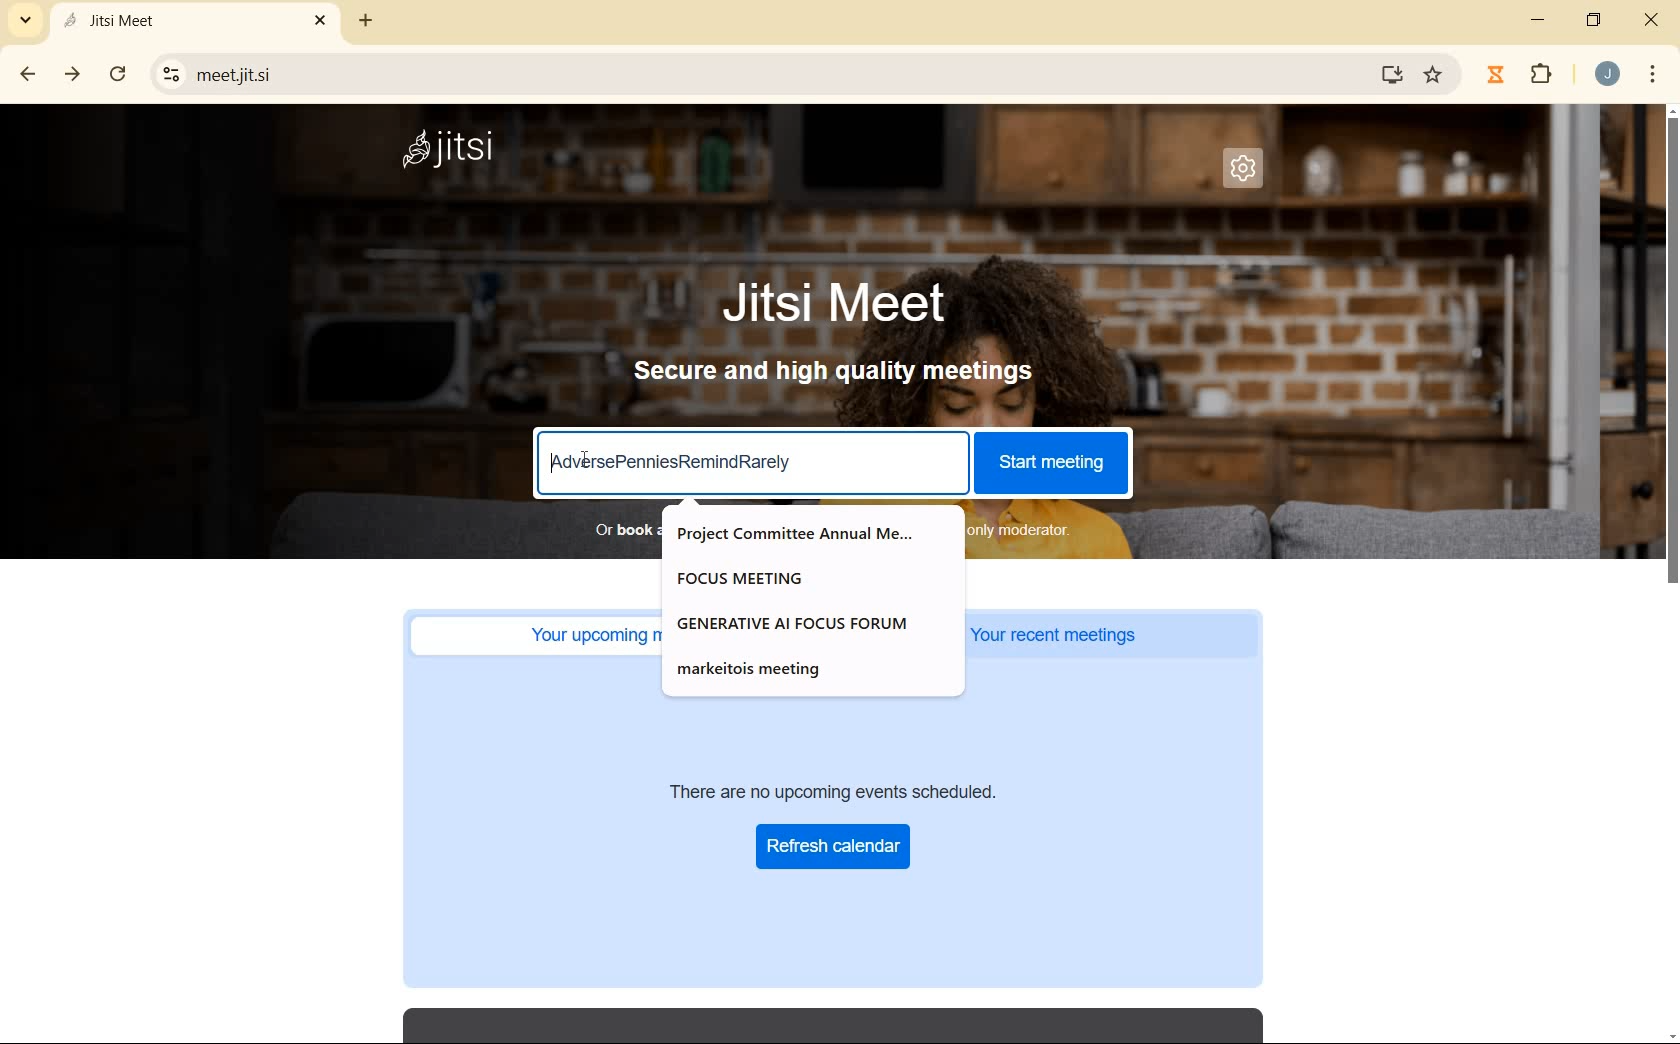 Jitsi Meet
meet.jit.si
J
jitsi
Jitsi Meet
Secure and high quality meetings
AdversePenniesRemindRarely
Start meeting
Or book a
only moderator.
Project Committee Annual Me...
FOCUS MEETING
GENERATIVE AI FOCUS FORUM
markeitois meeting
Your upcoming m
Your recent meetings
There are no upcoming events scheduled.
Refresh calendar